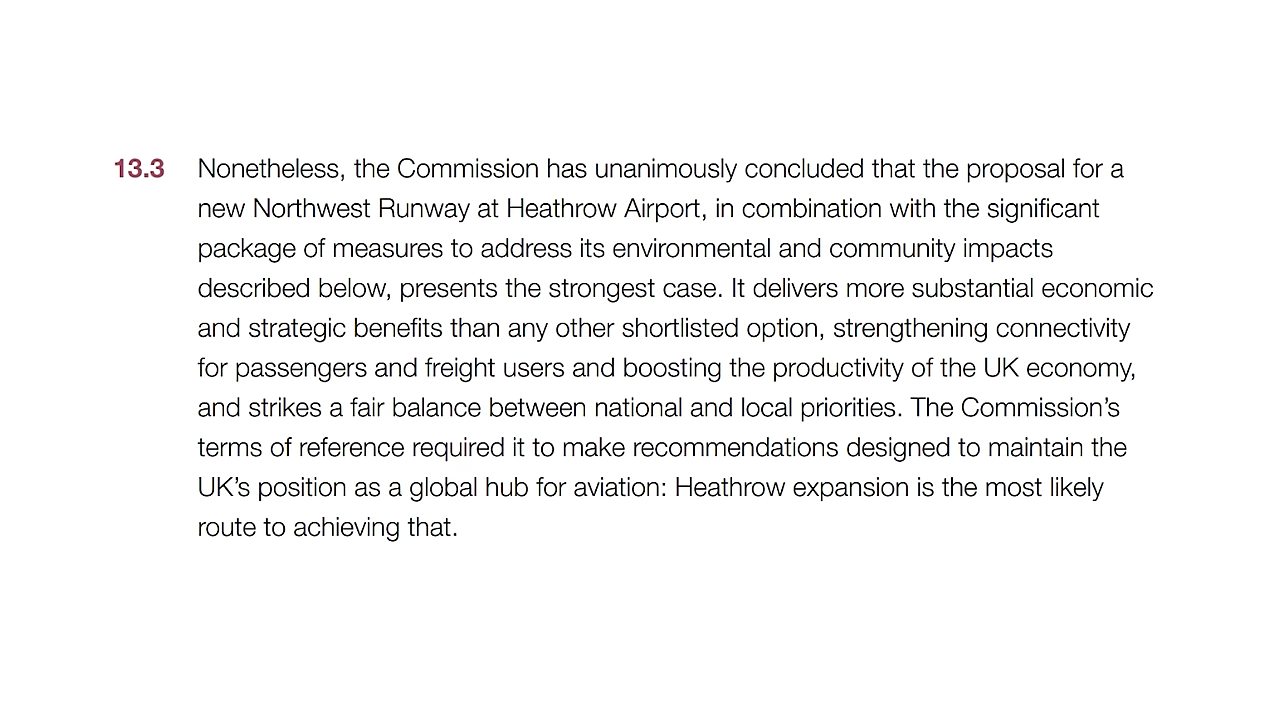 13.3 Nonetheless, the Commission has unanimously concluded that the proposal for a
new Northwest Runway at Heathrow Airport, in combination with the significant
package of measures to address its environmental and community impacts
described below, presents the strongest case. It delivers more substantial economic
and strategic benefits than any other shortlisted option, strengthening connectivity
for passengers and freight users and boosting the productivity of the UK economy,
and strikes a fair balance between national and local priorities. The Commission’s
terms of reference required it to make recommendations designed to maintain the
UK’s position as a global hub for aviation: Heathrow expansion is the most likely
route to achieving that.